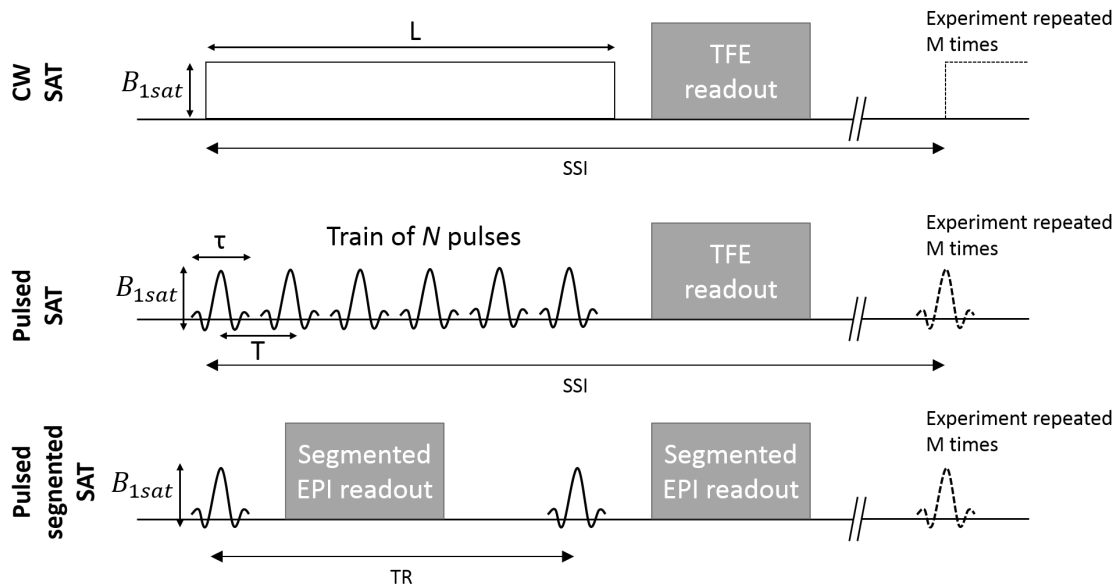 CW
SAT
L
B1sat
TFE
readout
Experiment repeated
M times
SSI
Pulsed
SAT
τ
Train of N pulses
B1sat
T
TFE
readout
Experiment repeated
M times
SSI
Pulsed
segnented
SAT
B1sat
Segmented
EPI readout
Segmented
EPI readout
Experiment repeated
M times
TR